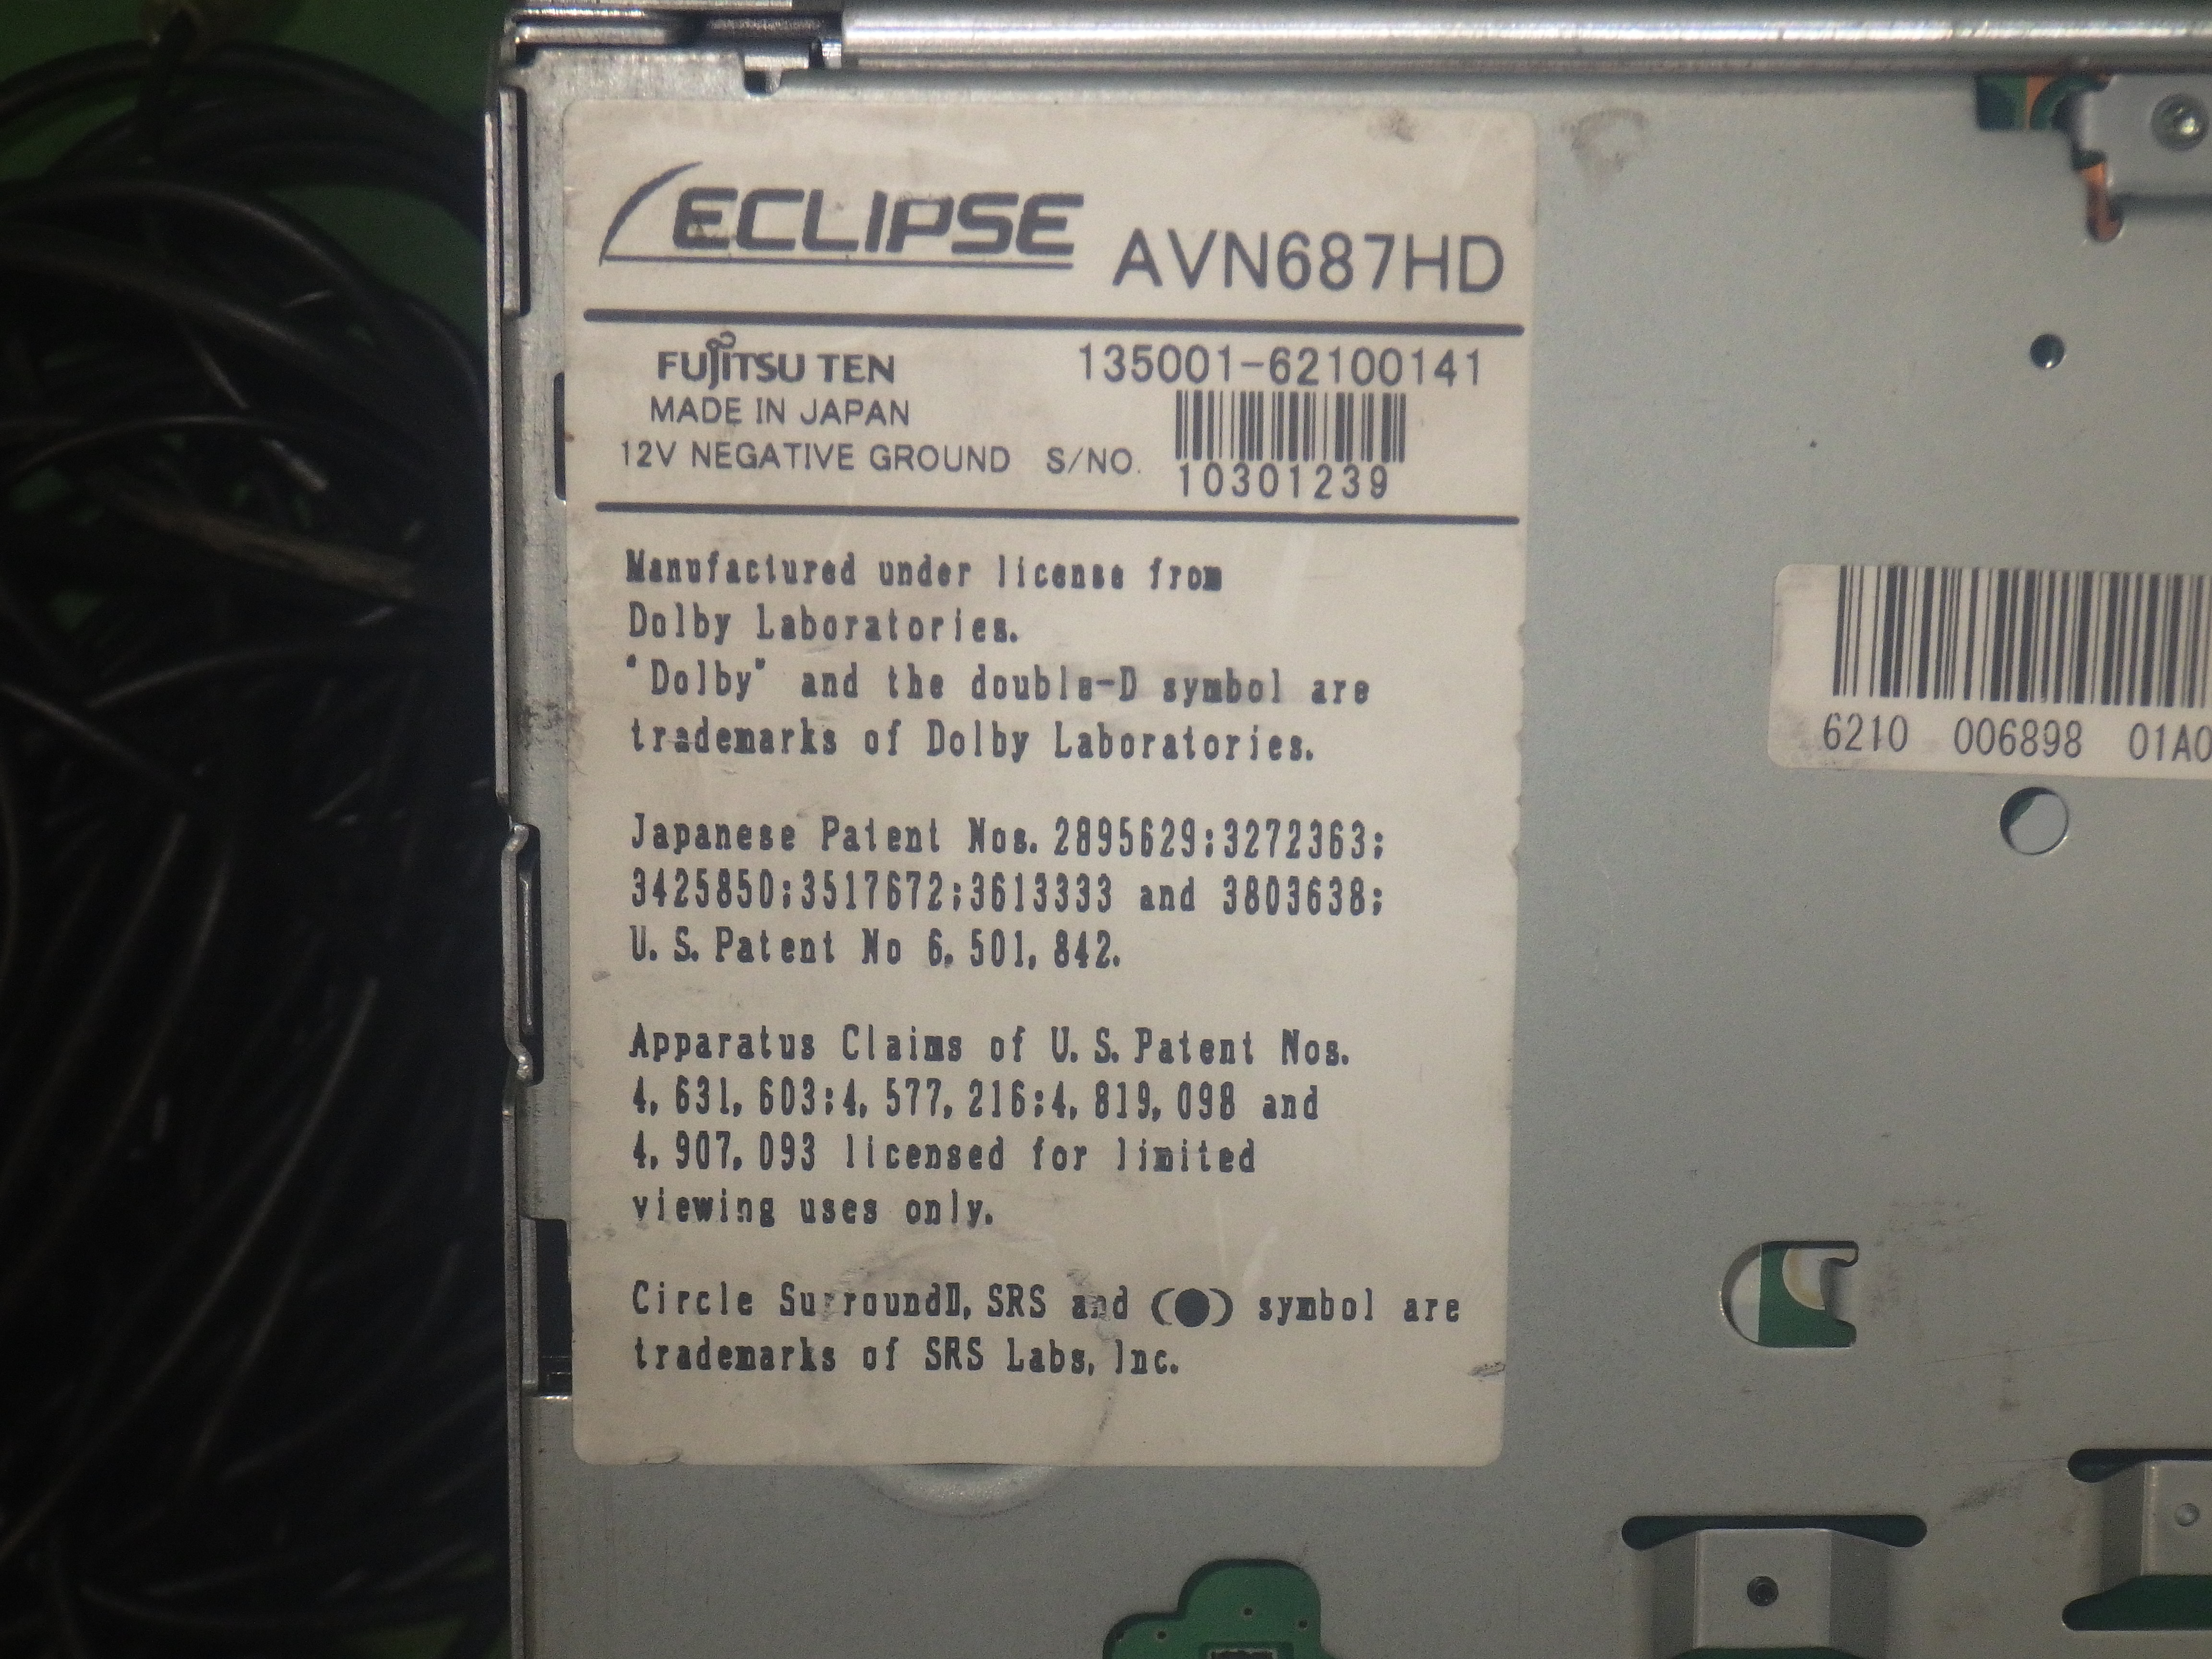 ECLIPSE AVN687HD
FUJITSU TEN 135001-62100141
MADE IN JAPAN
12V NEGATIVE GROUND S/NO.
10301239
Manufactured under license from
Dolby Laboratories.
"Dolby" and the double-D symbol are
trademarks of Dolby Laboratories.
Japanese Patent Nos. 2895629;3272363;
3425850;3517672;3613333 and 3803638;
U.S. Patent No 6,501,842.
Apparatus Claims of U.S. Patent Nos.
4,631,603;4,577,216;4,819,098 and
4,907,093 licensed for limited
viewing uses only.
Circle SurroundⅡ, SRS and (●) symbol are
trademarks of SRS Labs, Inc.
6210 006898 01A0